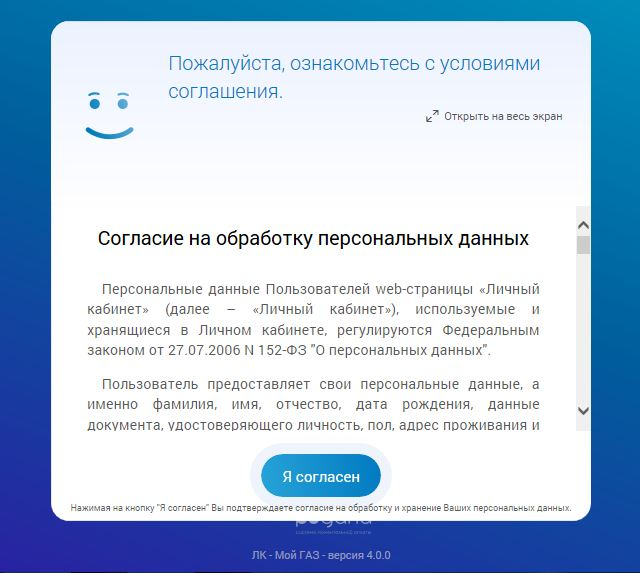 Пожалуйста, ознакомьтесь с условиями
соглашения.
Открыть на весь экран
Согласие на обработку персональных данных
Персональные данные Пользователей web-страницы «Личный
кабинет» (далее – «Личный кабинет»), используемые и
хранящиеся в Личном кабинете, регулируются Федеральным
законом от 27.07.2006 N 152-ФЗ "О персональных данных".
Пользователь предоставляет свои персональные данные, а
именно фамилия, имя, отчество, дата рождения, данные
документа, удостоверяющего личность, пол, адрес проживания и
Я согласен
Нажимая на кнопку "Я согласен" Вы подтверждаете согласие на обработку и хранение Ваших персональных данных.
ЛК - Мой ГАЗ - версия 4.0.0